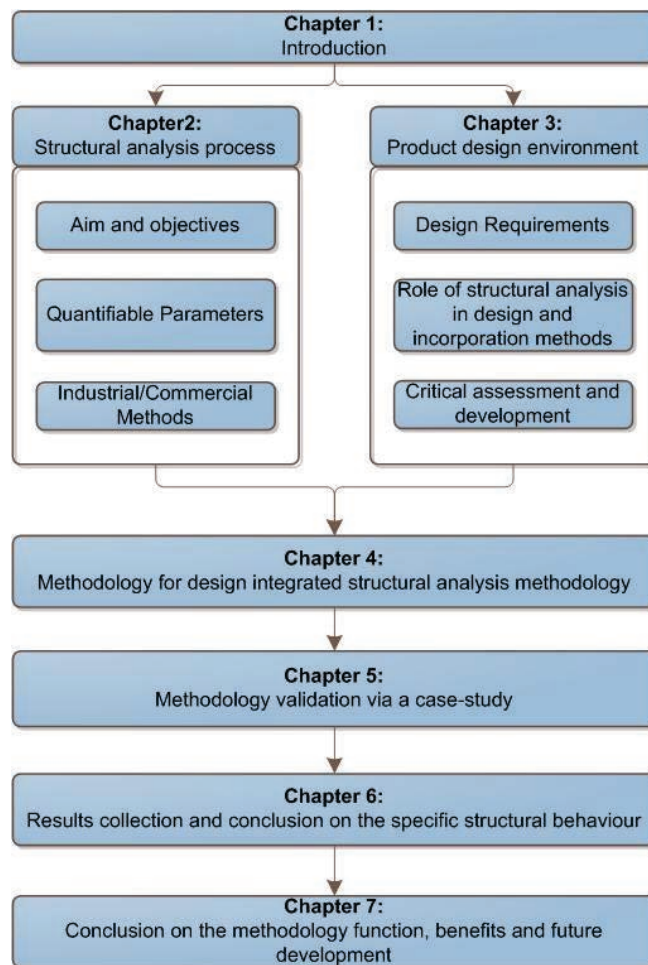 Chapter 1:
Introduction
Chapter2:
Structural analysis process
Aim and objectives
Quantifiable Parameters
Industrial/Commercial
Methods
Chapter 3:
Product design environment
Design Requirements
Role of structural analysis
in design and
incorporation methods
Critical assessment and
development
Chapter 4:
Methodology for design integrated structural analysis methodology
Chapter 5:
Methodology validation via a case-study
Chapter 6:
Results collection and conclusion on the specific structural behaviour
Chapter 7:
Conclusion on the methodology function, benefits and future
development